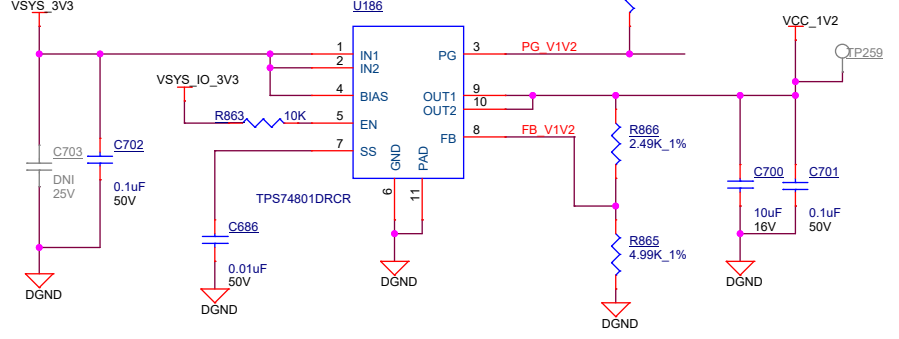 VSYS_3V3
U186
VCC_1V2
TP259
1
IN1
2
IN2
PG
3
PG_V1V2
VSYS_IO_3V3
4
BIAS
OUT1
9
OUT2
10
R863
10K
5
EN
FB
8
FB_V1V2
R866
2.49K_1%
C703
DNI
25V
C702
0.1uF
50V
7
SS
GND
PAD
6
11
TPS74801DRCR
C700
10uF
16V
C701
0.1uF
50V
C686
0.01uF
50V
R865
4.99K_1%
DGND
DGND
DGND
DGND
DGND